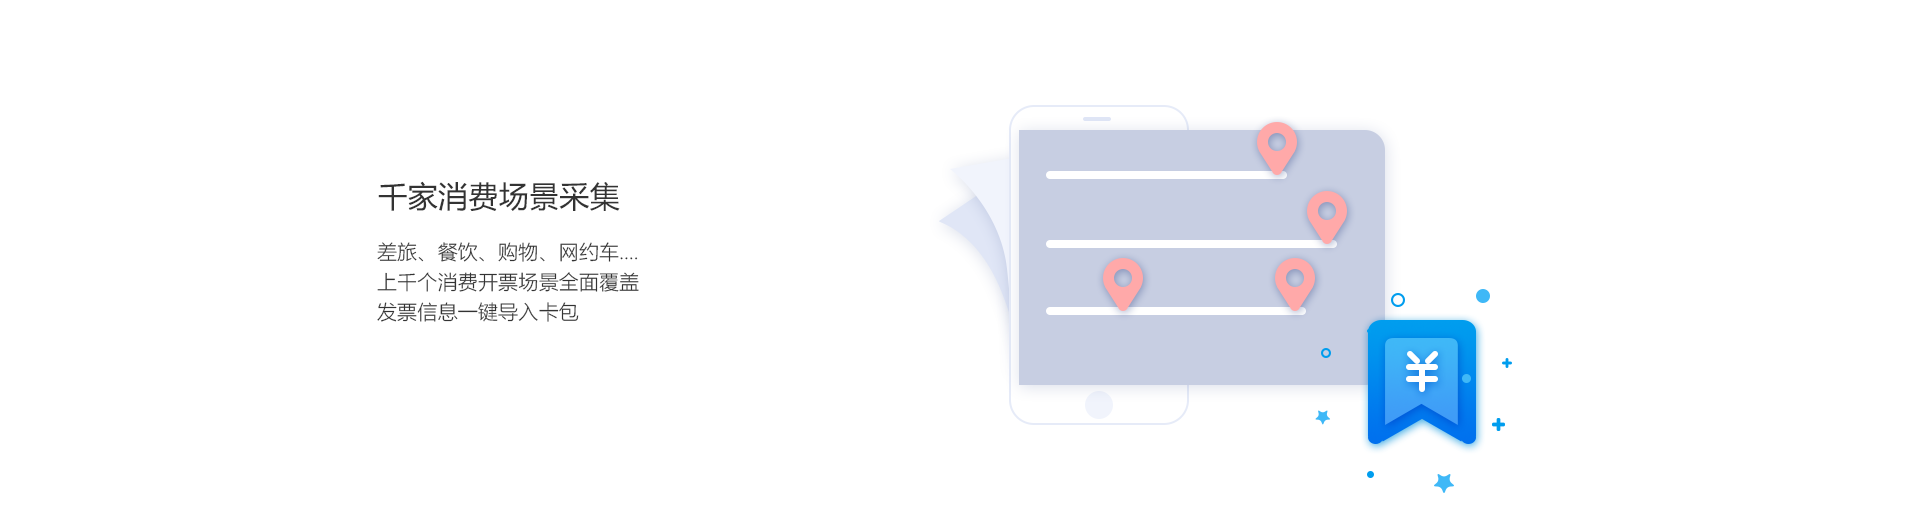 千家消费场景采集
差旅、餐饮、购物、网约车....
上千个消费开票场景全面覆盖
发票信息一键导入卡包
¥